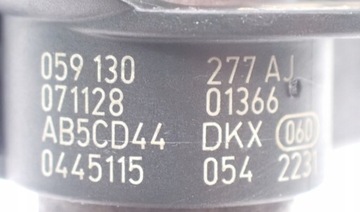 059 130 277 AJ
071128 01366
AB5CD44 DKX 060
0445115 054 2231